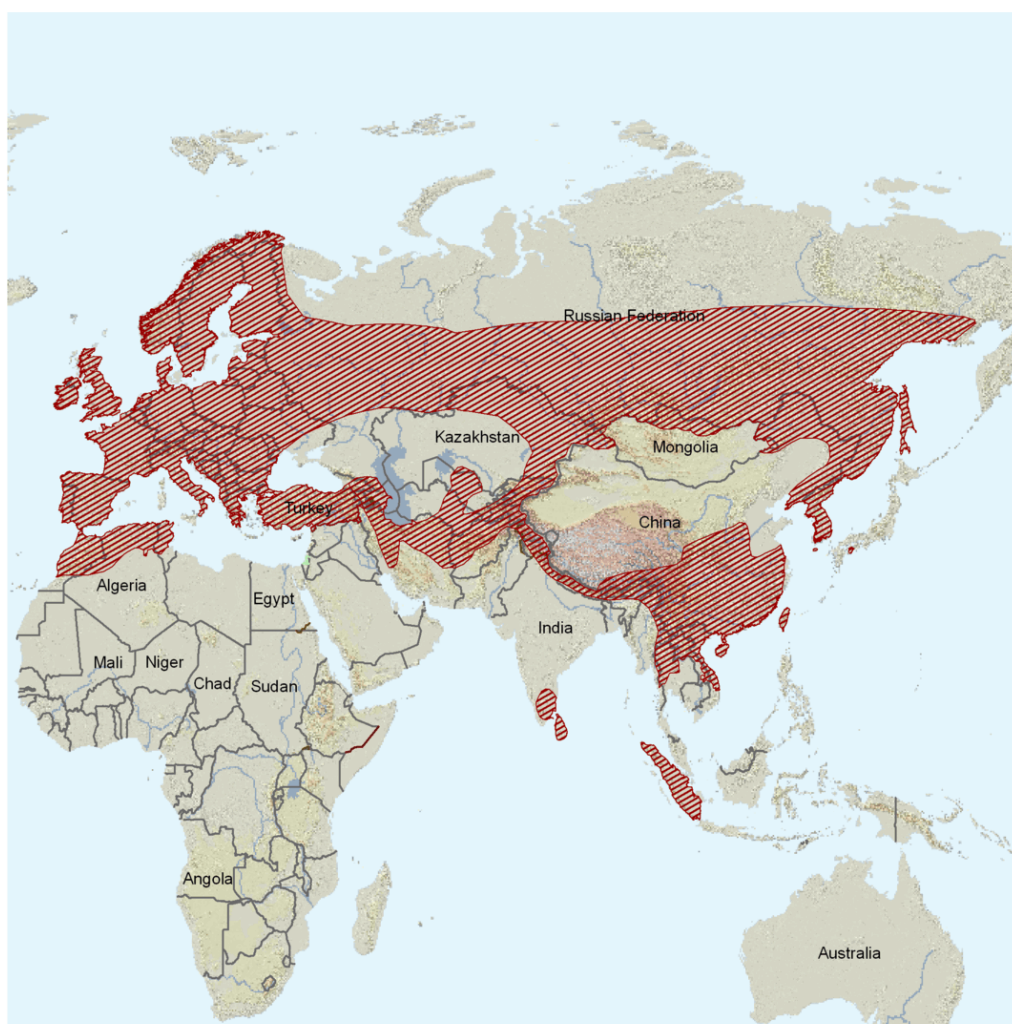 Russian Federation
Kazakhstan
Mongolia
Turkey
China
Algeria
Egypt
India
Mali
Niger
Chad
Sudan
Angola
Australia